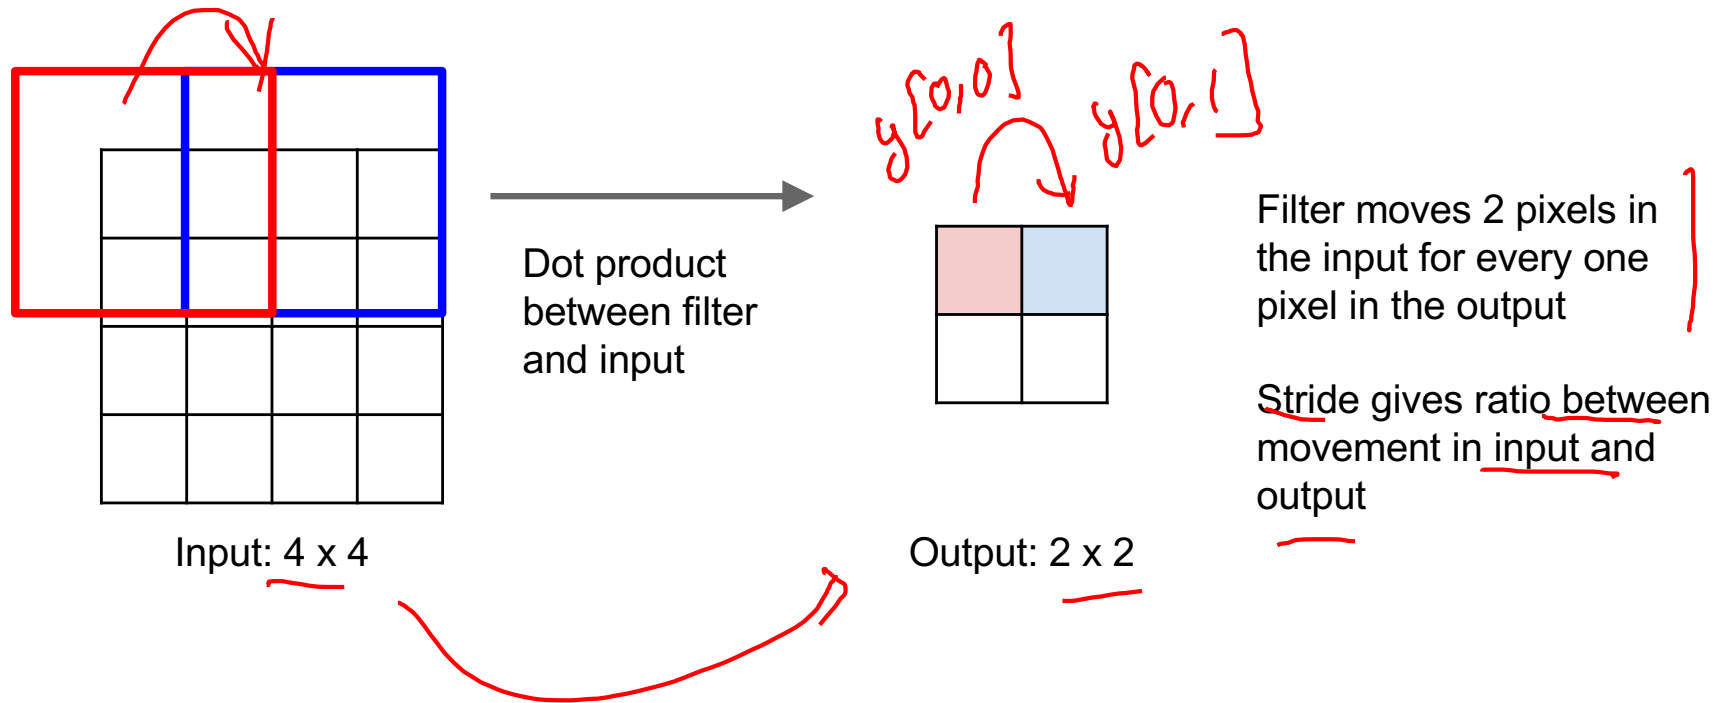 y[0,0]
y[0,1]
Dot product
between filter
and input
Filter moves 2 pixels in
the input for every one
pixel in the output
Stride gives ratio between
movement in input and
output
Input: 4 x 4
Output: 2 x 2